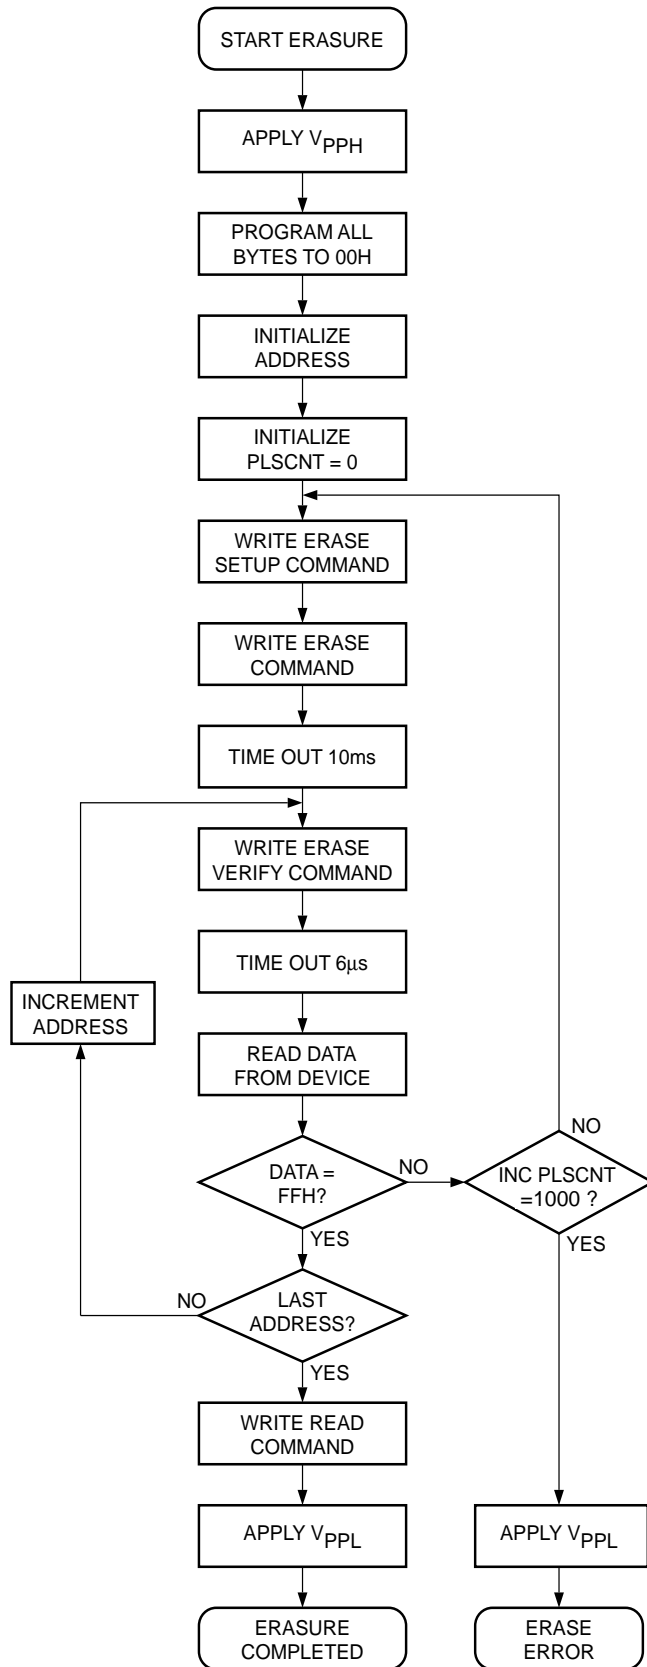 START ERASURE
APPLY VPPH
PROGRAM ALL
BYTES TO 00H
INITIALIZE
ADDRESS
INITIALIZE
PLSCNT = 0
WRITE ERASE
SETUP COMMAND
WRITE ERASE
COMMAND
TIME OUT 10ms
WRITE ERASE
VERIFY COMMAND
TIME OUT 6μs
INCREMENT
ADDRESS
READ DATA
FROM DEVICE
DATA =
FFH?
NO
INC PLSCNT
=1000 ?
NO
YES
YES
LAST
ADDRESS?
NO
YES
WRITE READ
COMMAND
APPLY VPPL
APPLY VPPL
ERASURE
COMPLETED
ERASE
ERROR